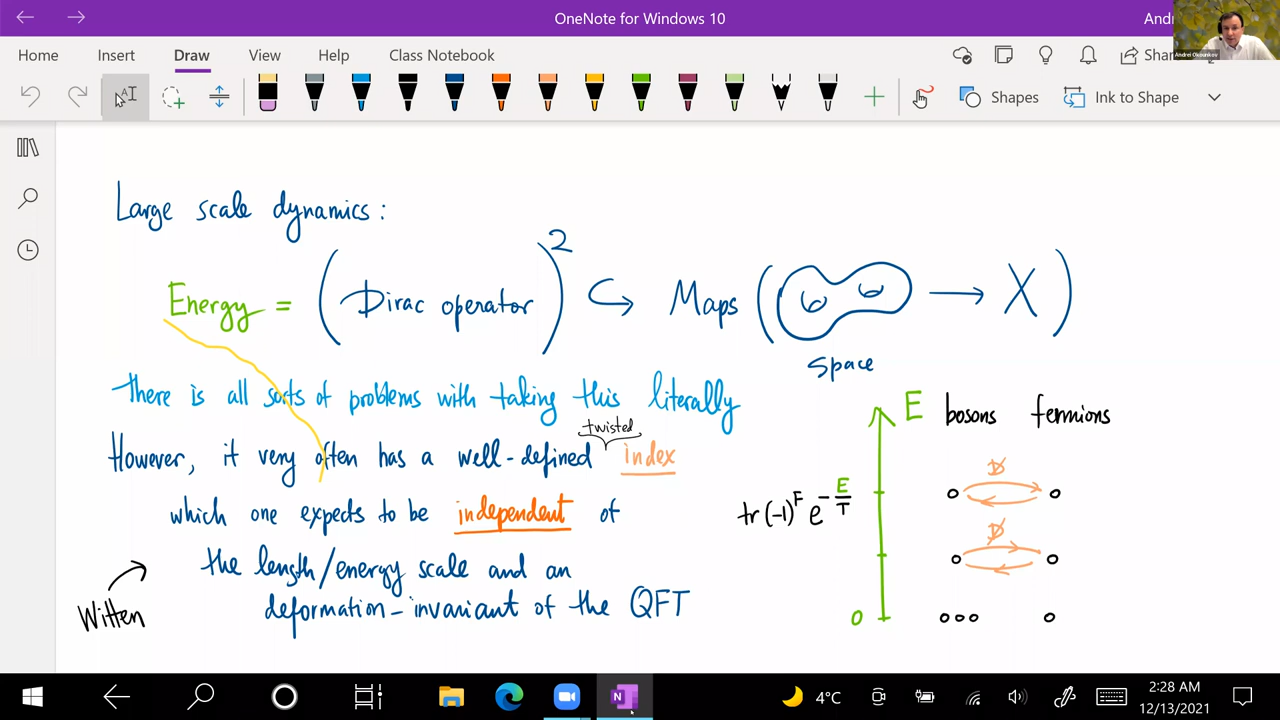 OneNote for Windows 10
Andrei Okounkov
Home Insert Draw View Help Class Notebook
Shapes Ink to Shape
Large scale dynamics:
Energy = (Dirac operator)² ↪ Maps ( → X )
space
There is all sorts of problems with taking this literally
E bosons fermions
twisted
However, it very often has a well-defined index
D̸
which one expects to be independent of
tr (-1)^F e^{-E/T}
D̸
the length/energy scale and an
deformation-invariant of the QFT
Witten
0
4°C
2:28 AM
12/13/2021